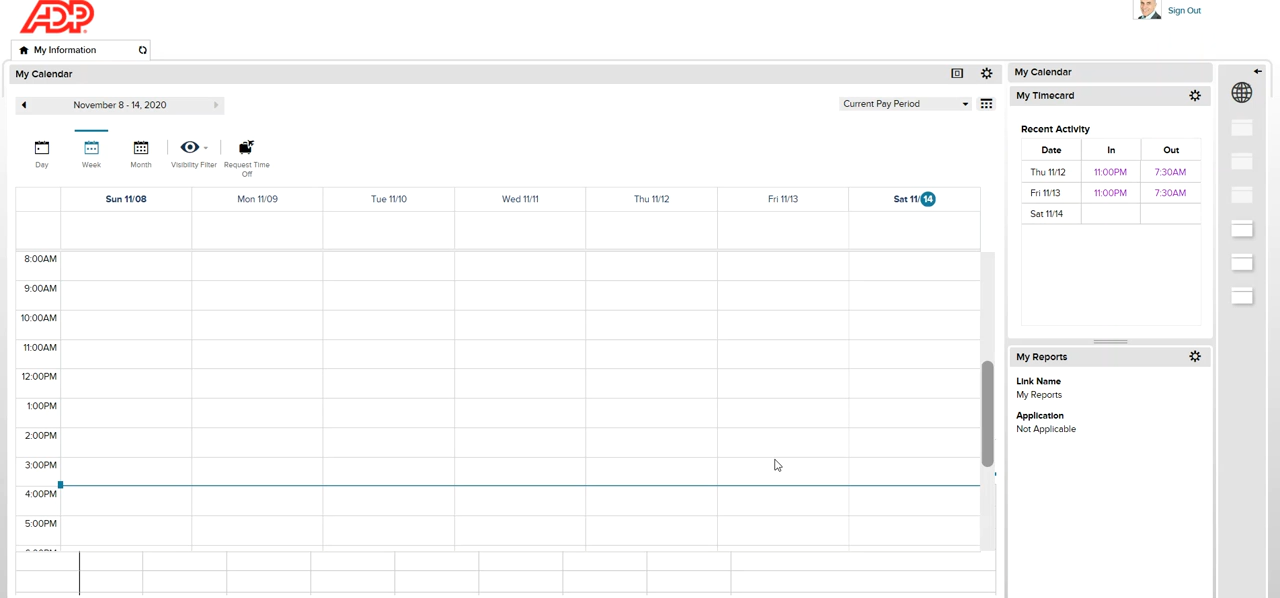 ADP
Sign Out
My Information
My Calendar
November 8 - 14, 2020
Current Pay Period
Day
Week
Month
Visibility Filter
Request Time
Off
Sun 11/08
Mon 11/09
Tue 11/10
Wed 11/11
Thu 11/12
Fri 11/13
Sat 11/14
8:00AM
9:00AM
10:00AM
11:00AM
12:00PM
1:00PM
2:00PM
3:00PM
4:00PM
5:00PM
My Calendar
My Timecard
Recent Activity
Date In Out
Thu 11/12 11:00PM 7:30AM
Fri 11/13 11:00PM 7:30AM
Sat 11/14
My Reports
Link Name
My Reports
Application
Not Applicable